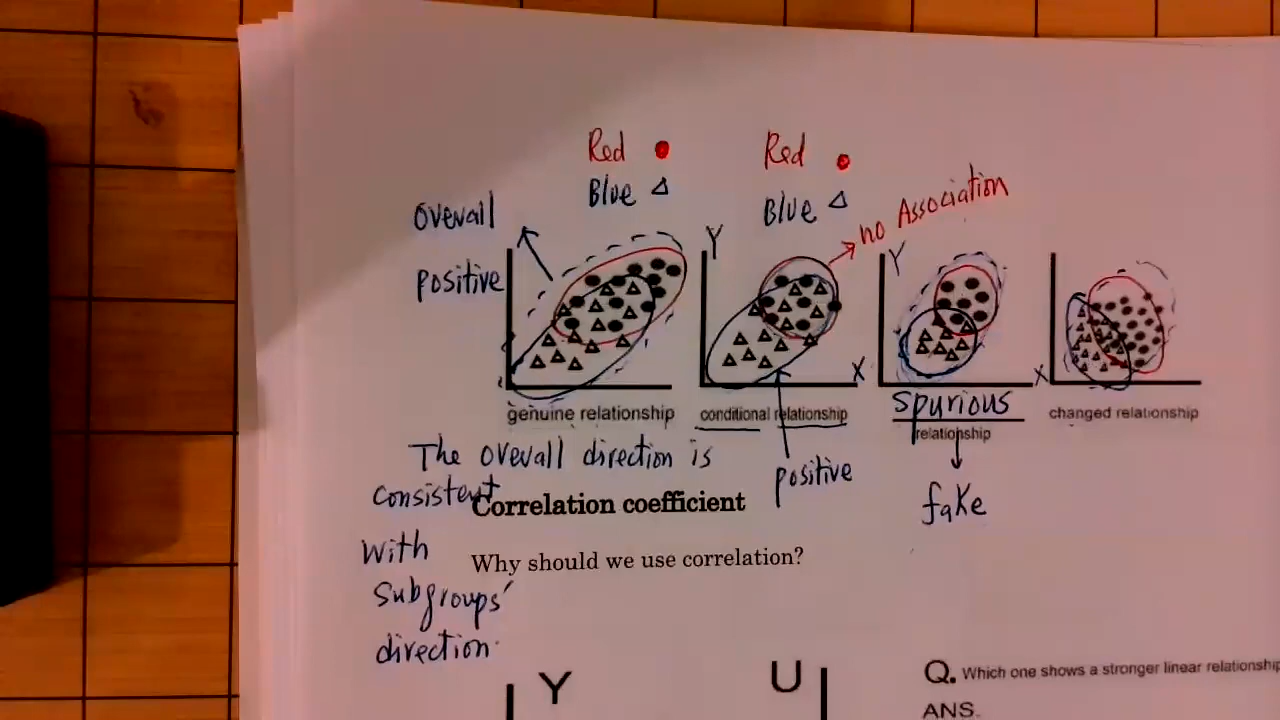 Red
Blue
Red
Blue
no Association
Overall
positive
Y
X
Y
X
genuine relationship
conditional relationship
spurious
relationship
changed relationship
The overall direction is
consistent
with
subgroups'
direction.
positive
fake
Correlation coefficient
Why should we use correlation?
Y
U
Q. Which one shows a stronger linear relationship
ANS.